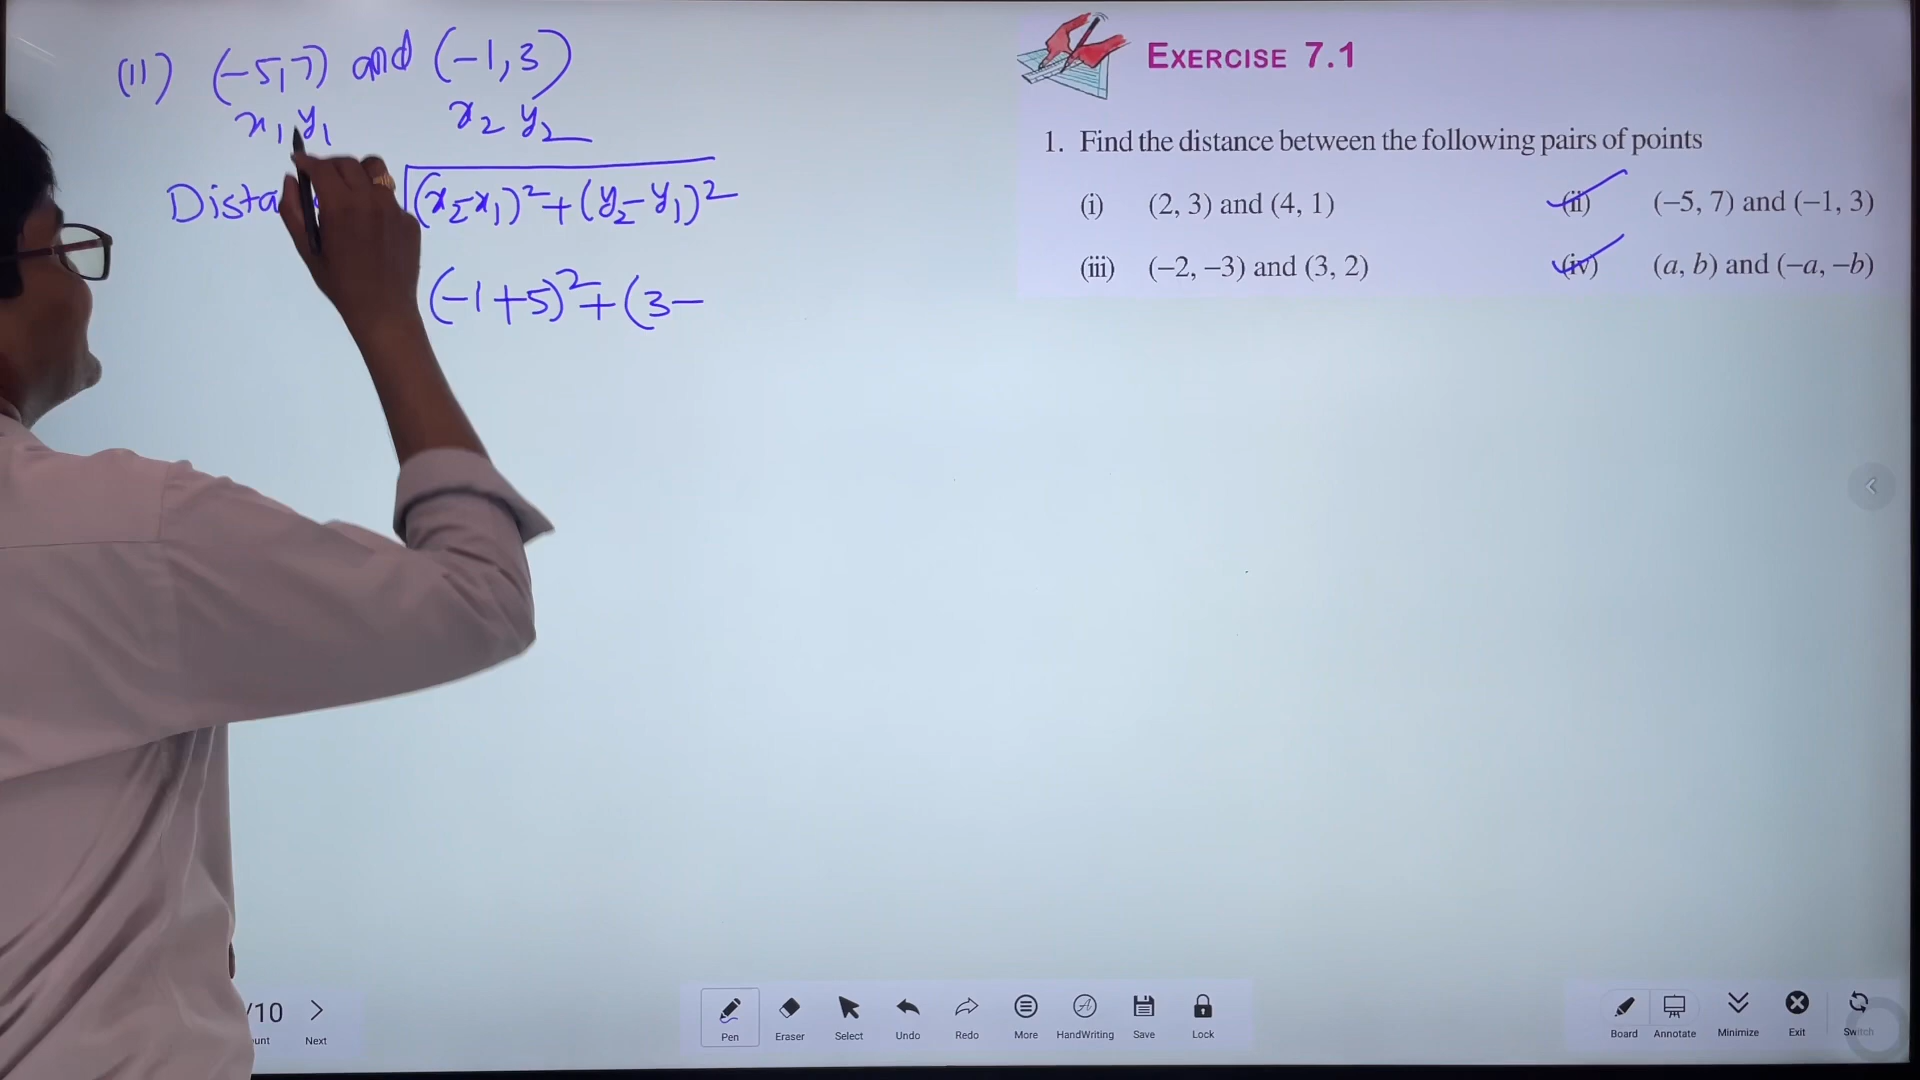 (ii) (-5,7) and (-1,3)
x₁ y₁ x₂ y₂
Dista √(x₂-x₁)²+(y₂-y₁)²
(-1+5)²+(3-
EXERCISE 7.1
1. Find the distance between the following pairs of points
(i) (2, 3) and (4, 1) (ii) (–5, 7) and (–1, 3)
(iii) (–2, –3) and (3, 2) (iv) (a, b) and (–a, –b)
/10
unt Next
Pen Eraser Select Undo Redo More HandWriting Save Lock
Board Annotate Minimize Exit Switch